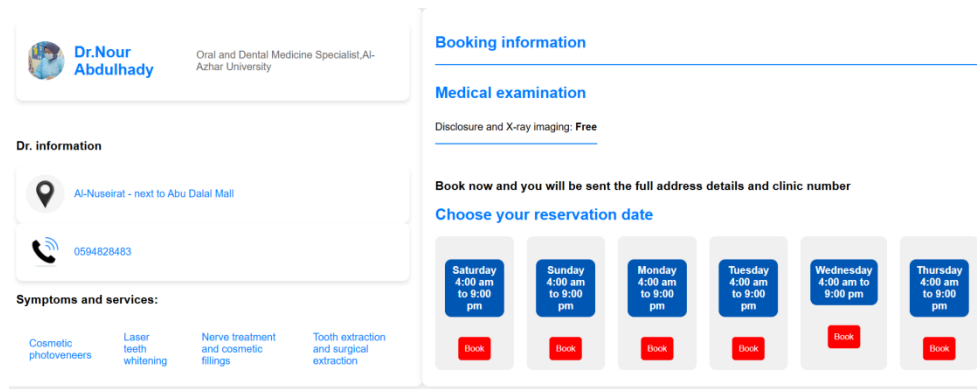 Dr.Nour
Abdulhady
Oral and Dental Medicine Specialist,Al-
Azhar University
Dr. information
Al-Nuseirat - next to Abu Dalal Mall
0594828483
Symptoms and services:
Cosmetic
photoveneers
Laser
teeth
whitening
Nerve treatment
and cosmetic
fillings
Tooth extraction
and surgical
extraction
Booking information
Medical examination
Disclosure and X-ray imaging: Free
Book now and you will be sent the full address details and clinic number
Choose your reservation date
Saturday
4:00 am
to 9:00
pm
Book
Sunday
4:00 am
to 9:00
pm
Book
Monday
4:00 am
to 9:00
pm
Book
Tuesday
4:00 am
to 9:00
pm
Book
Wednesday
4:00 am to
9:00 pm
Book
Thursday
4:00 am
to 9:00
pm
Book